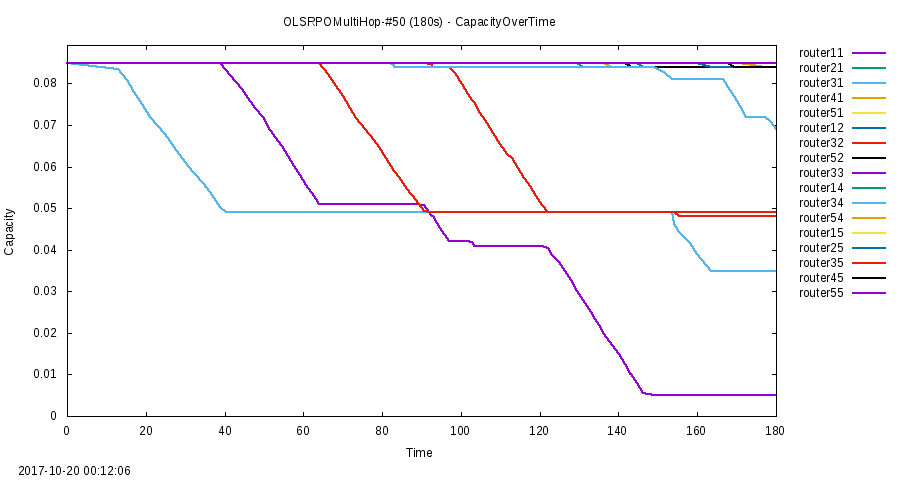 OLSRPOMultiHop-#50 (180s) - CapacityOverTime
Capacity
0.08
0.07
0.06
0.05
0.04
0.03
0.02
0.01
0
0 20 40 60 80 100 120 140 160 180
Time
router11
router21
router31
router41
router51
router12
router32
router52
router33
router14
router34
router54
router15
router25
router35
router45
router55
2017-10-20 00:12:06